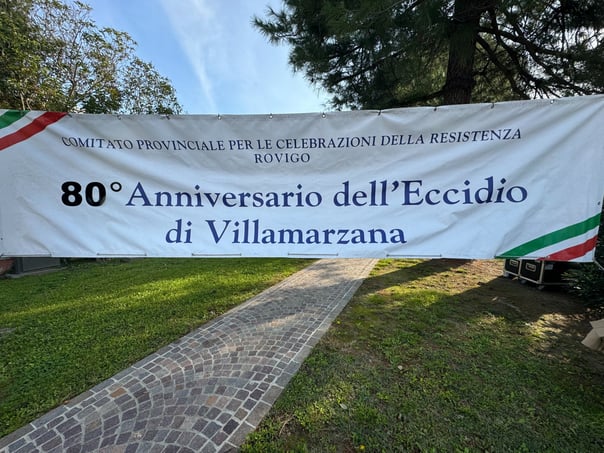 COMITATO PROVINCIALE PER LE CELEBRAZIONI DELLA RESISTENZA
ROVIGO
80° Anniversario dell'Eccidio
di Villamarzana